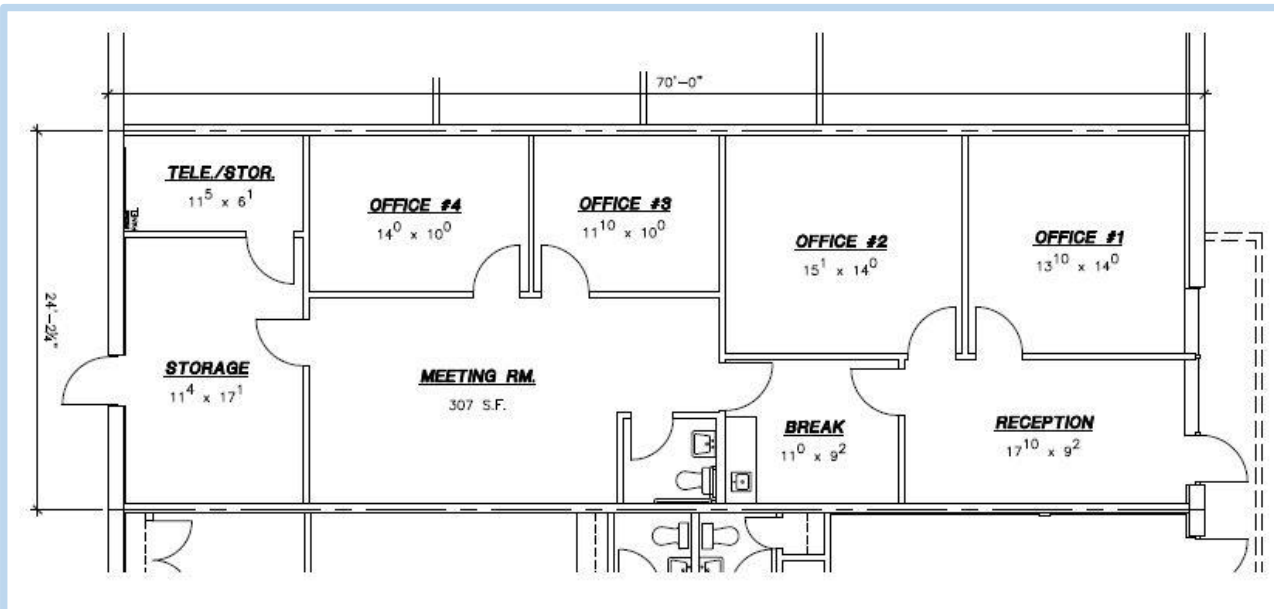 70'-0"
TELE./STOR.
11⁵ x 6¹
PANEL
OFFICE #4
14⁰ x 10⁰
OFFICE #3
11¹⁰ x 10⁰
OFFICE #2
15¹ x 14⁰
OFFICE #1
13¹⁰ x 14⁰
24'-2¼"
STORAGE
11⁴ x 17¹
MEETING RM.
307 S.F.
BREAK
11⁰ x 9²
RECEPTION
17¹⁰ x 9²